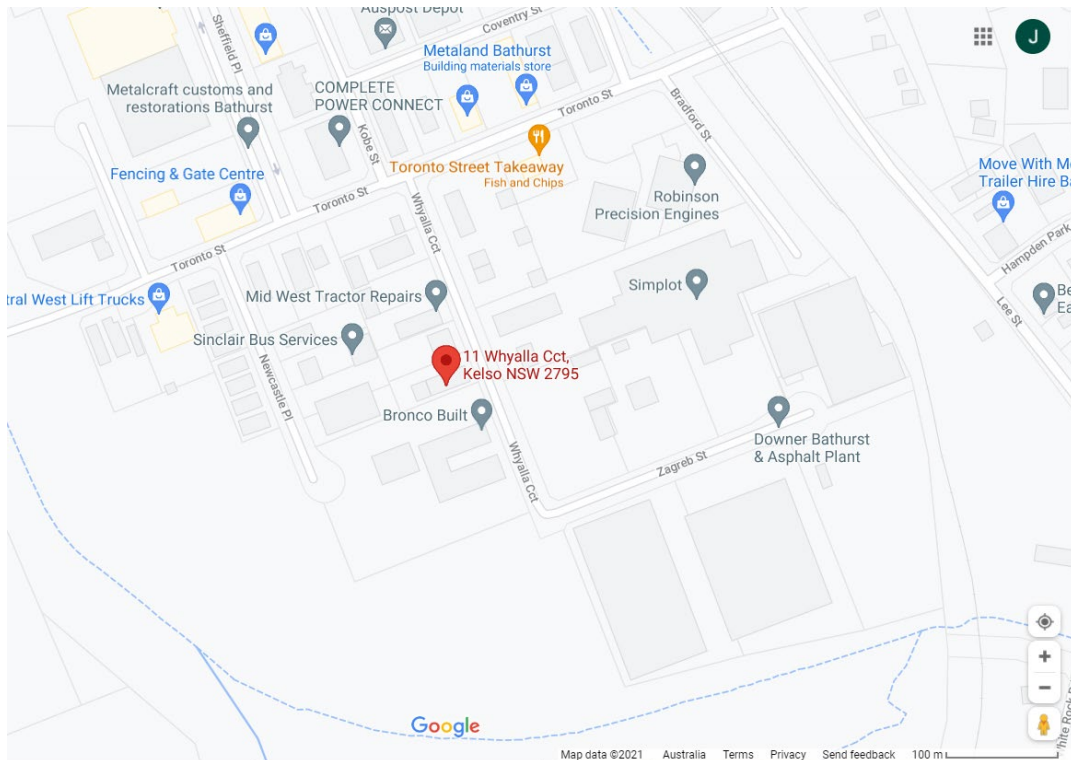 Auspost Depot
Coventry St
Sheffield Pl
Metaland Bathurst
Building materials store
Metalcraft customs and
restorations Bathurst
COMPLETE
POWER CONNECT
Toronto St
Bradford St
Kobe St
Toronto Street Takeaway
Fish and Chips
Fencing & Gate Centre
Toronto St
Whyalla Cct
Robinson
Precision Engines
Move With M
Trailer Hire Ba
Hampden Park
Toronto St
Simplot
Mid West Tractor Repairs
tral West Lift Trucks
Be
Ea
Lee St
Sinclair Bus Services
Newcastle Pl
11 Whyalla Cct,
Kelso NSW 2795
Bronco Built
Whyalla Cct
Downer Bathurst
& Asphalt Plant
Zagreb St
Google
Map data ©2021 Australia Terms Privacy Send feedback 100 m
hite Rock
J